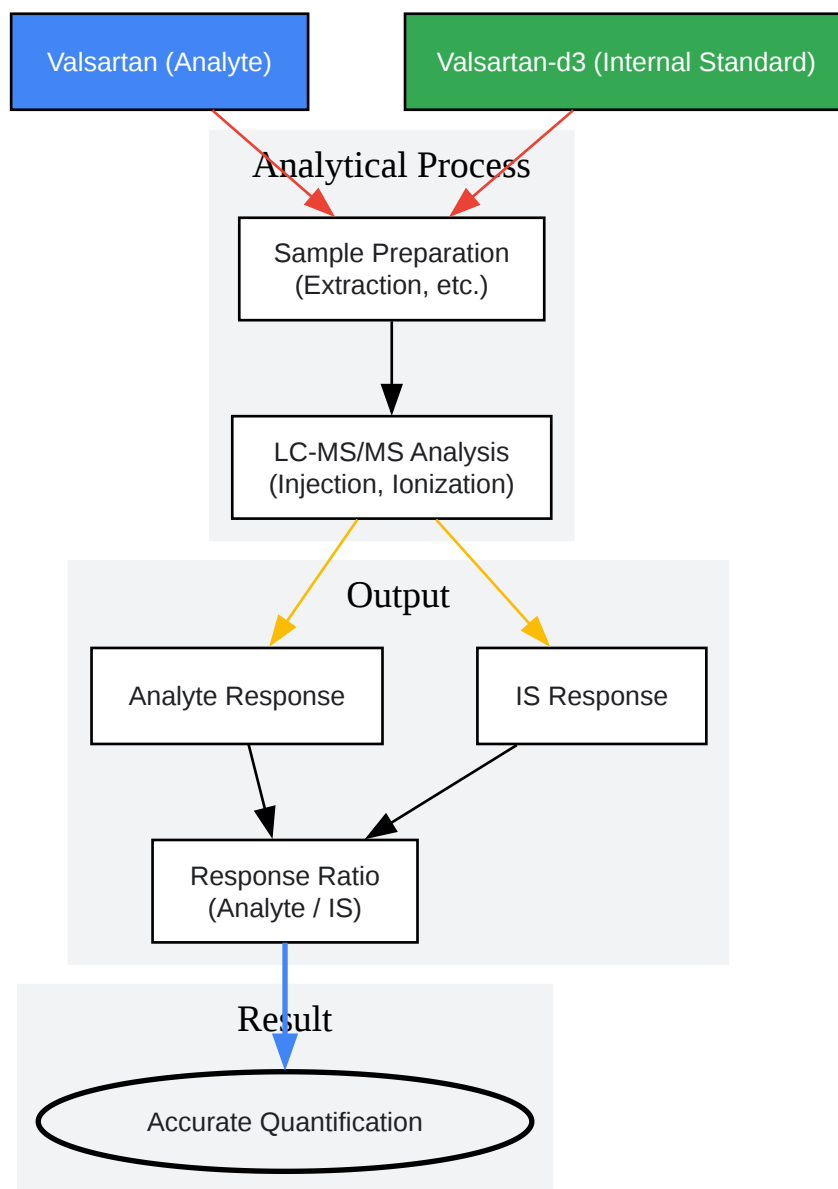 Valsartan (Analyte)
Valsartan-d3 (Internal Standard)
Analytical Process
Sample Preparation
(Extraction, etc.)
LC-MS/MS Analysis
(Injection, Ionization)
Output
Analyte Response
IS Response
Response Ratio
(Analyte / IS)
Result
Accurate Quantification